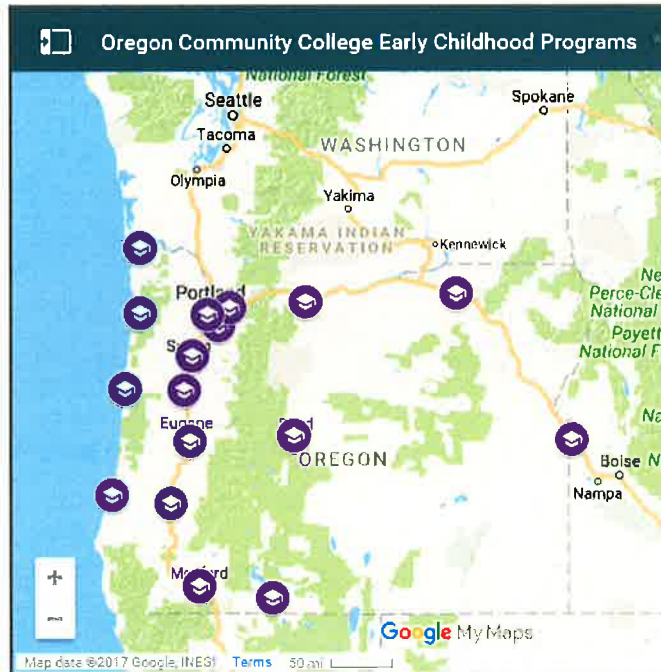 Oregon Community College Early Childhood Programs
National Forest
Seattle
Spokane
Tacoma
WASHINGTON
Olympia
Yakima
YAKAMA INDIAN
RESERVATION
Kennewick
Ne
Perce-Cle
National
Payett
National F
Portland
Eugene
Na
OREGON
Boise
N
Nampa
+
−
Google My Maps
Map data ©2017 Google, INEGI
Terms
50 mi